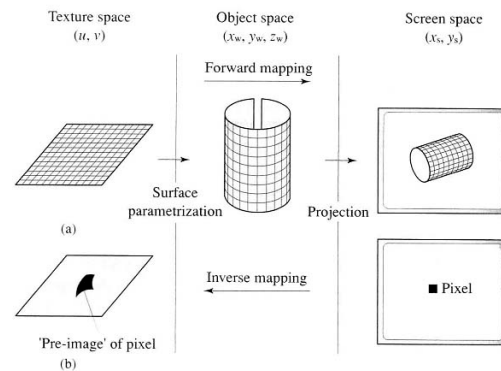 Texture space
(u, v)
Object space
(xw, yw, zw)
Screen space
(xs, ys)
Forward mapping
Surface
parametrization
Projection
(a)
Inverse mapping
Pixel
'Pre-image' of pixel
(b)